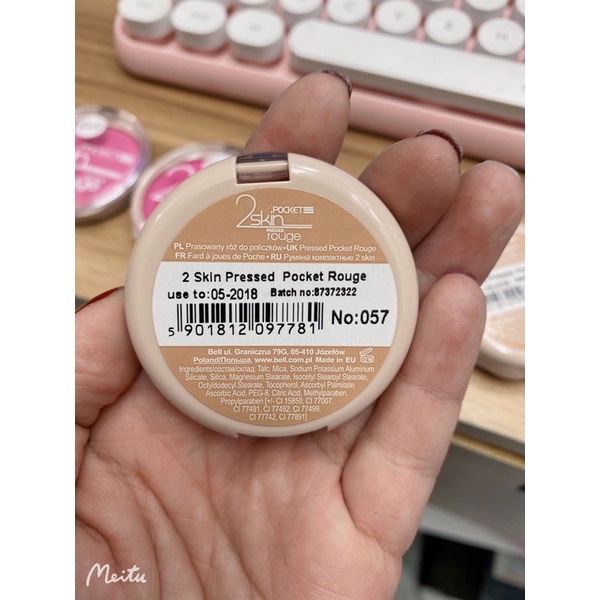 2skin POCKET
PRESSED
rouge
PL Prasowany róż do policzków•UK Pressed Pocket Rouge
FR Fard à joues de Poche • RU Румяна компактные 2 skin
2 Skin Pressed Pocket Rouge
use to:05-2018 Batch no:87372322
5 901812 097781
No:057
Bell ul. Graniczna 79G, 05-410 Józefów
Poland/Польша, www.bell.com.pl Made in EU
Ingredients/состав/склад: Talc, Mica, Sodium Potassium Aluminum
Silicate, Silica, Magnesium Stearate, Isocetyl Stearoyl Stearate,
Octyldodecyl Stearate, Tocopherol, Ascorbyl Palmitate,
Ascorbic Acid, PEG-8, Citric Acid, Methylparaben,
Propylparaben [+/- CI 15850, CI 77007,
CI 77491, CI 77492, CI 77499,
CI 77742, CI 77891]
Meitu